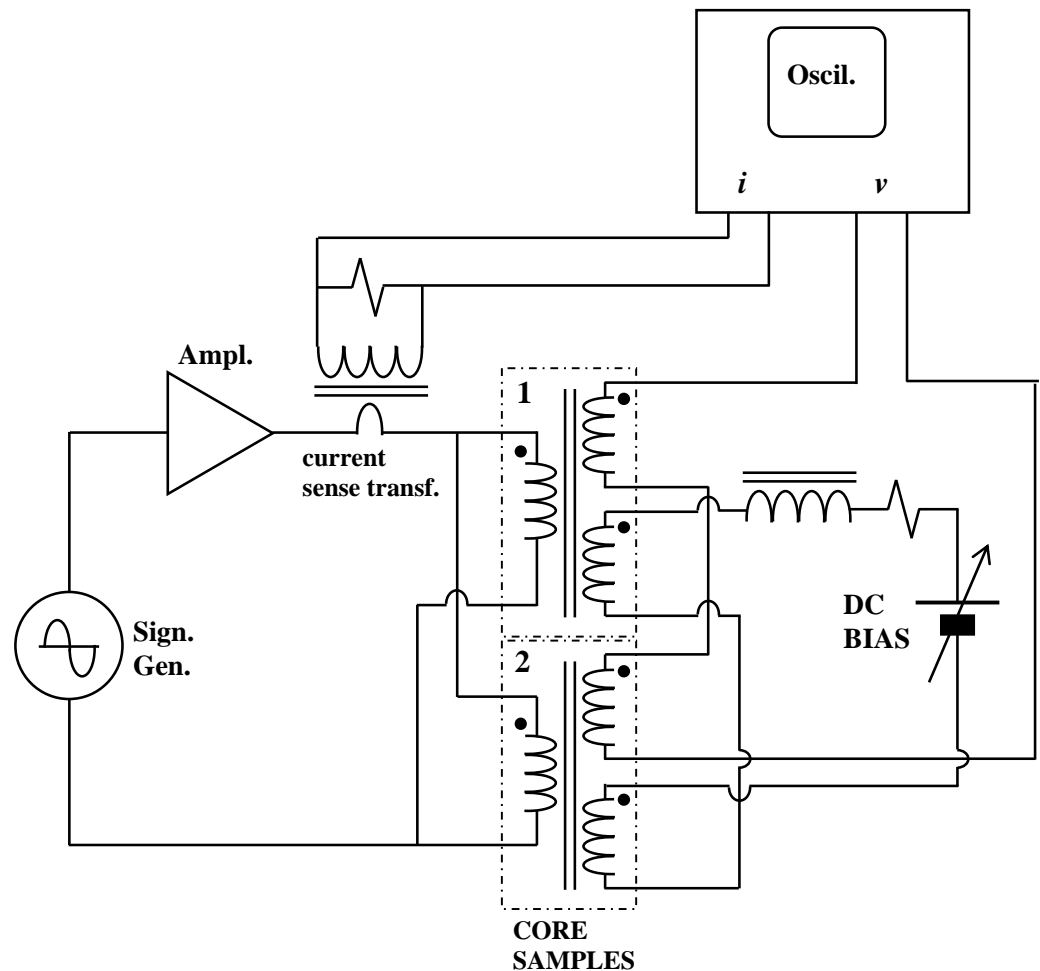 Oscil.
i v
Ampl.
1
current
sense transf.
DC
BIAS
Sign.
Gen.
2
CORE
SAMPLES